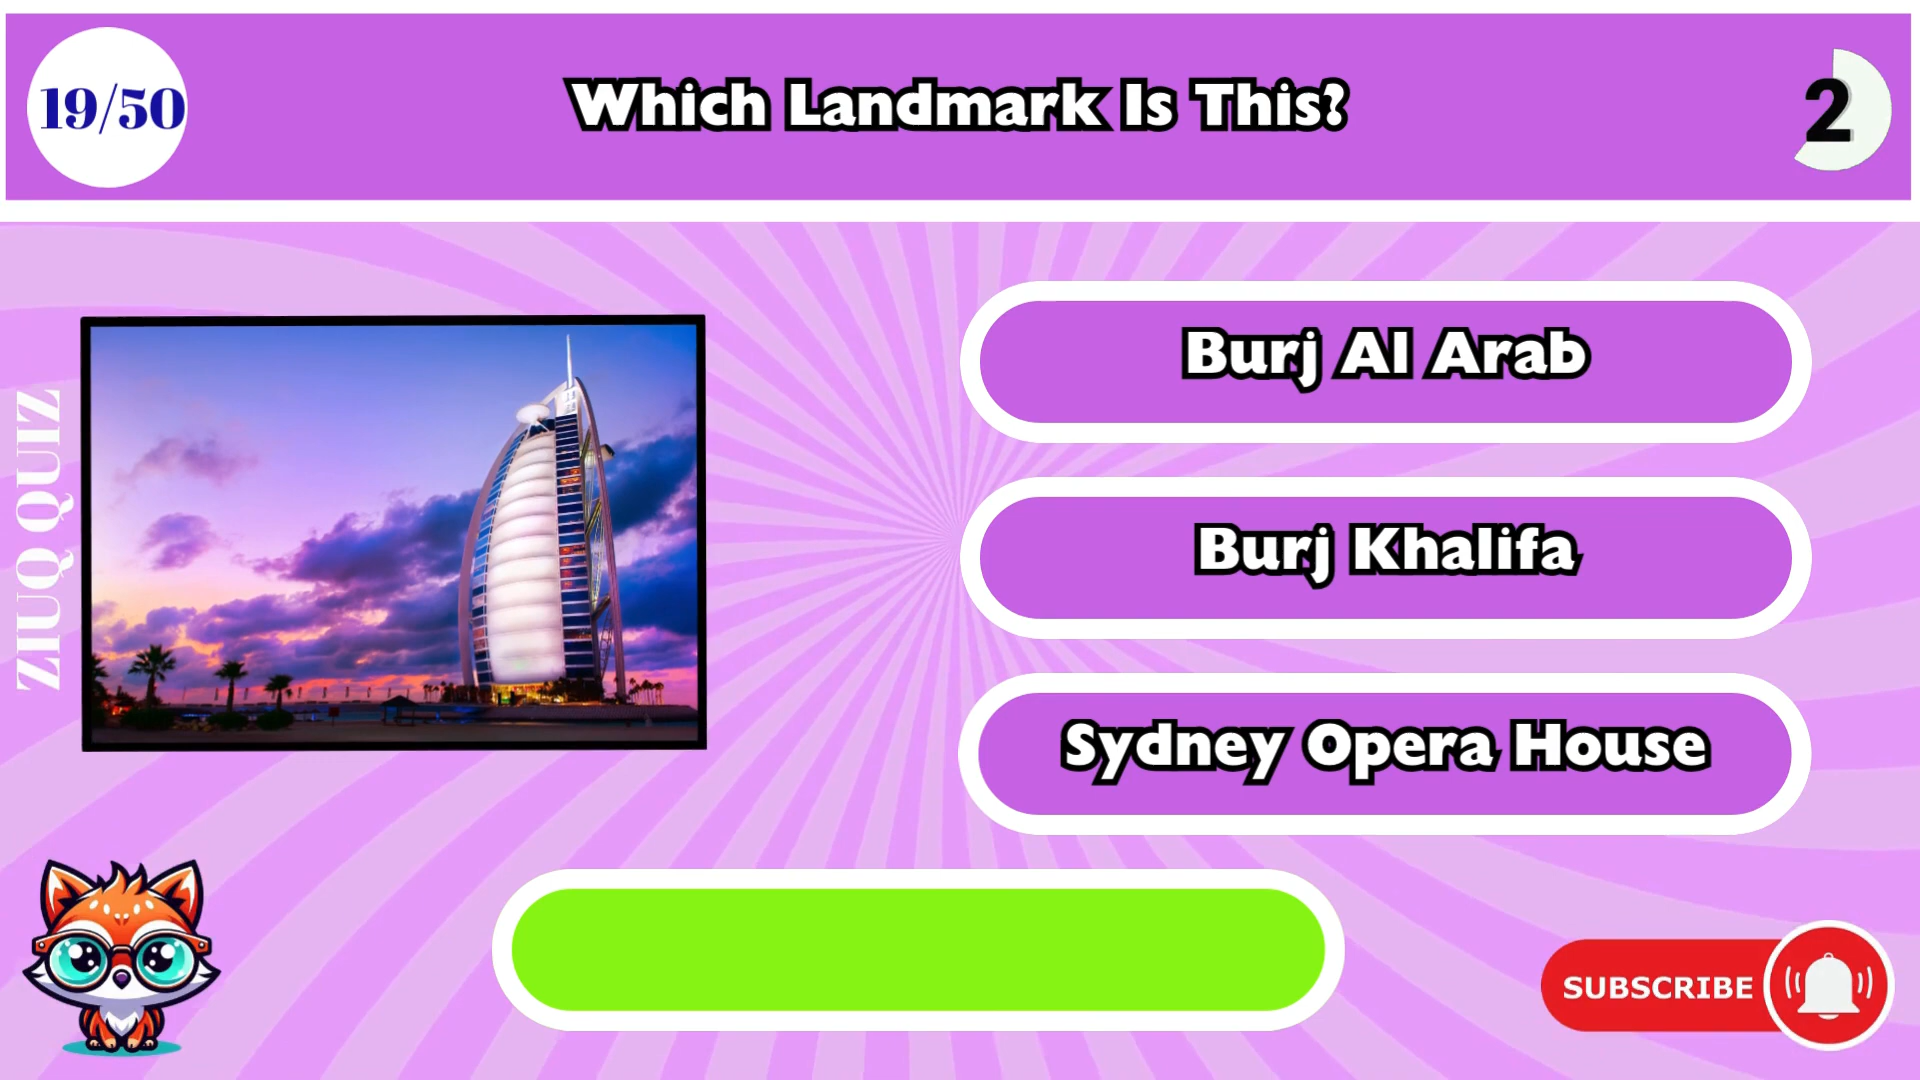 19/50
Which Landmark Is This?
2
ZIUQ QUIZ
Burj Al Arab
Burj Khalifa
Sydney Opera House
SUBSCRIBE